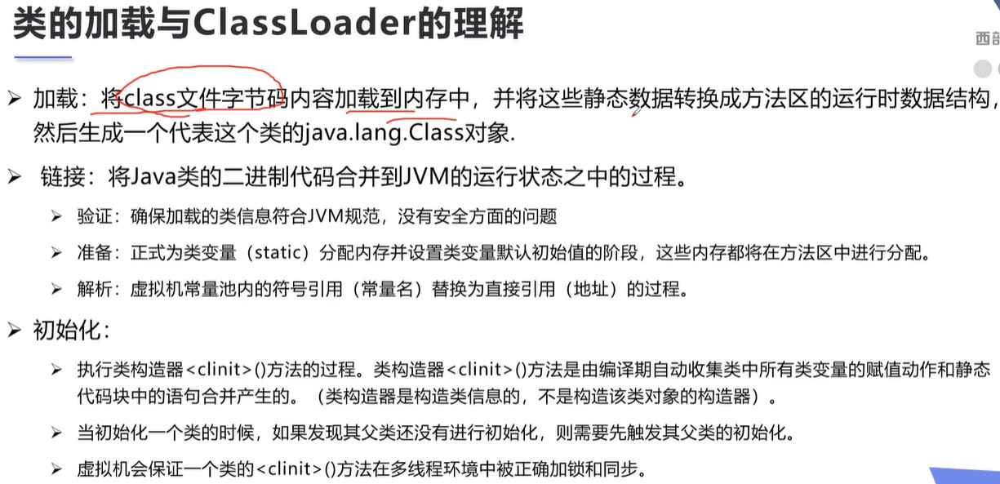 类的加载与ClassLoader的理解
西部
加载：将class文件字节码内容加载到内存中，并将这些静态数据转换成方法区的运行时数据结构，
然后生成一个代表这个类的java.lang.Class对象.
链接：将Java类的二进制代码合并到JVM的运行状态之中的过程。
验证：确保加载的类信息符合JVM规范，没有安全方面的问题
准备：正式为类变量（static）分配内存并设置类变量默认初始值的阶段，这些内存都将在方法区中进行分配。
解析：虚拟机常量池内的符号引用（常量名）替换为直接引用（地址）的过程。
初始化：
执行类构造器<clinit>()方法的过程。类构造器<clinit>()方法是由编译期自动收集类中所有类变量的赋值动作和静态
代码块中的语句合并产生的。（类构造器是构造类信息的，不是构造该类对象的构造器）。
当初始化一个类的时候，如果发现其父类还没有进行初始化，则需要先触发其父类的初始化。
虚拟机会保证一个类的<clinit>()方法在多线程环境中被正确加锁和同步。